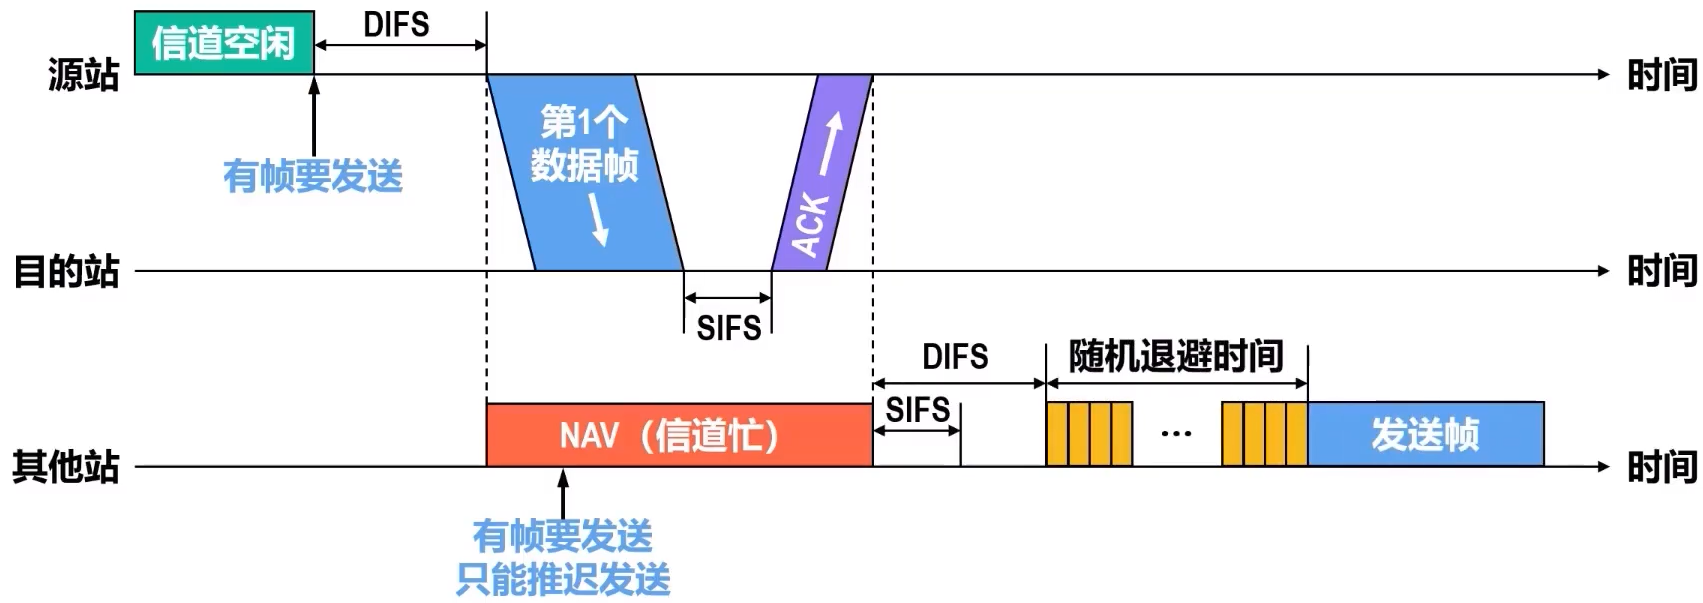 DIFS
信道空闲
源站
时间
有帧要发送
第1个
数据帧
ACK
目的站
时间
SIFS
DIFS
随机退避时间
SIFS
NAV（信道忙）
...
发送帧
其他站
时间
有帧要发送
只能推迟发送